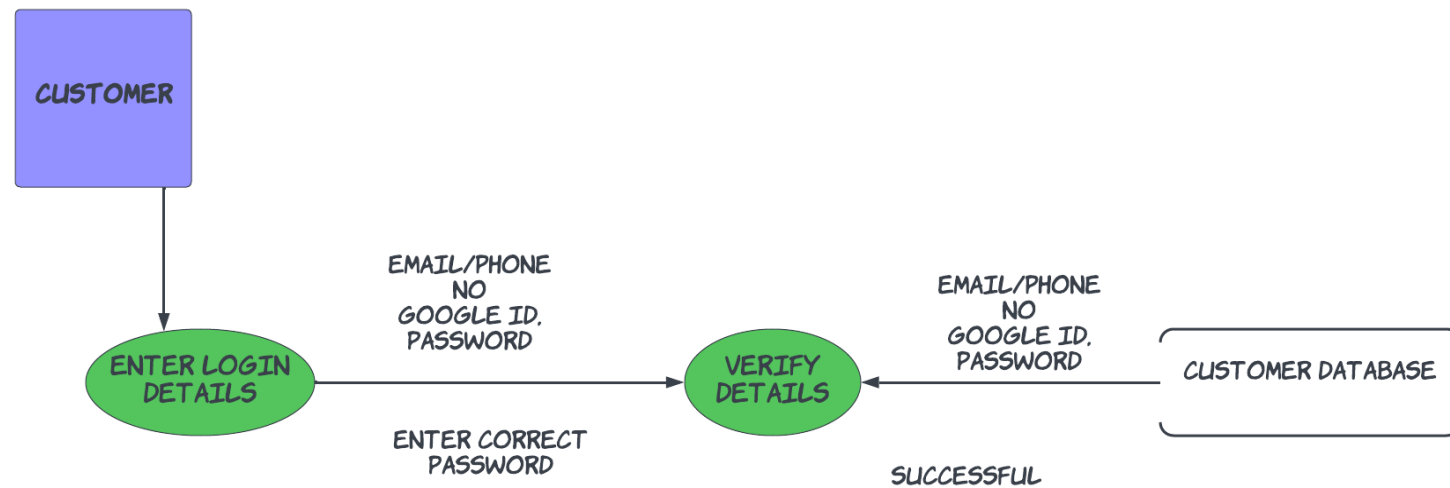 CUSTOMER
EMAIL/PHONE
NO
GOOGLE ID,
PASSWORD
EMAIL/PHONE
NO
GOOGLE ID,
PASSWORD
ENTER LOGIN
DETAILS
VERIFY
DETAILS
CUSTOMER DATABASE
ENTER CORRECT
PASSWORD
SUCCESSFUL